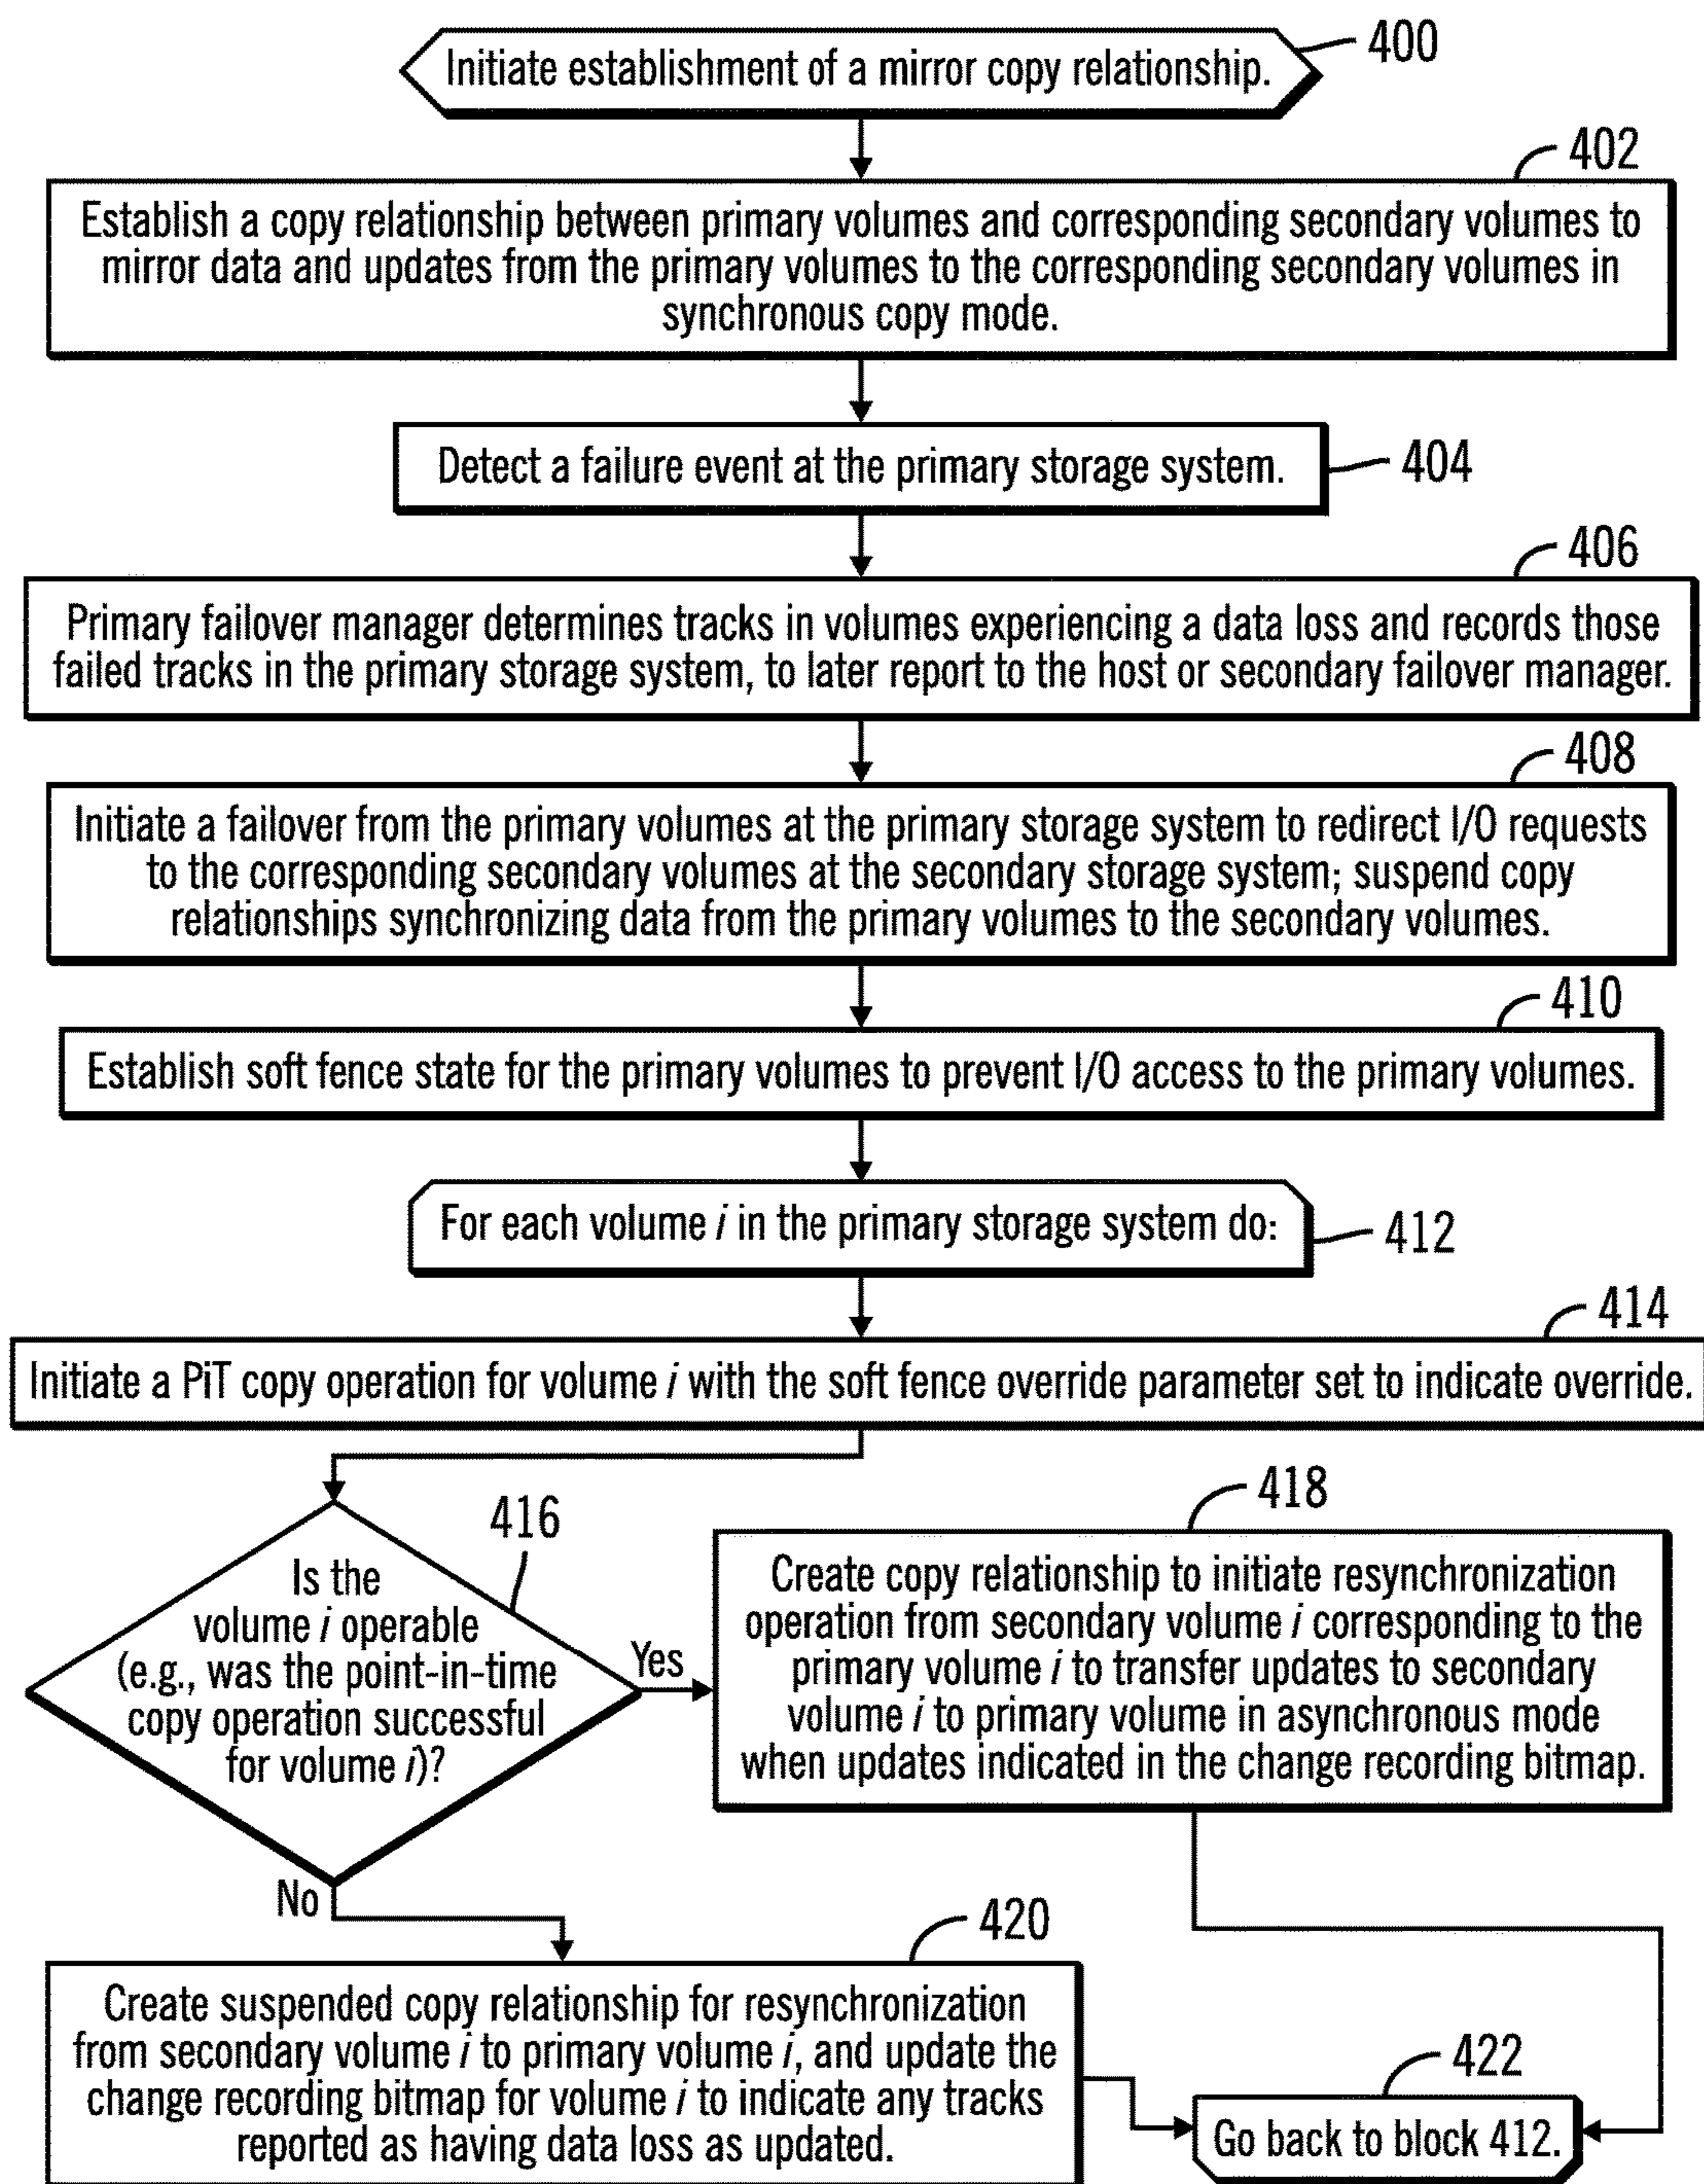 Initiate establishment of a mirror copy relationship.
400
402
Establish a copy relationship between primary volumes and corresponding secondary volumes to
mirror data and updates from the primary volumes to the corresponding secondary volumes in
synchronous copy mode.
Detect a failure event at the primary storage system.
404
406
Primary failover manager determines tracks in volumes experiencing a data loss and records those
failed tracks in the primary storage system, to later report to the host or secondary failover manager.
408
Initiate a failover from the primary volumes at the primary storage system to redirect I/O requests
to the corresponding secondary volumes at the secondary storage system; suspend copy
relationships synchronizing data from the primary volumes to the secondary volumes.
410
Establish soft fence state for the primary volumes to prevent I/O access to the primary volumes.
For each volume i in the primary storage system do:
412
414
Initiate a PiT copy operation for volume i with the soft fence override parameter set to indicate override.
416
Is the
volume i operable
(e.g., was the point-in-time
copy operation successful
for volume i)?
Yes
No
418
Create copy relationship to initiate resynchronization
operation from secondary volume i corresponding to the
primary volume i to transfer updates to secondary
volume i to primary volume in asynchronous mode
when updates indicated in the change recording bitmap.
420
Create suspended copy relationship for resynchronization
from secondary volume i to primary volume i, and update the
change recording bitmap for volume i to indicate any tracks
reported as having data loss as updated.
422
Go back to block 412.